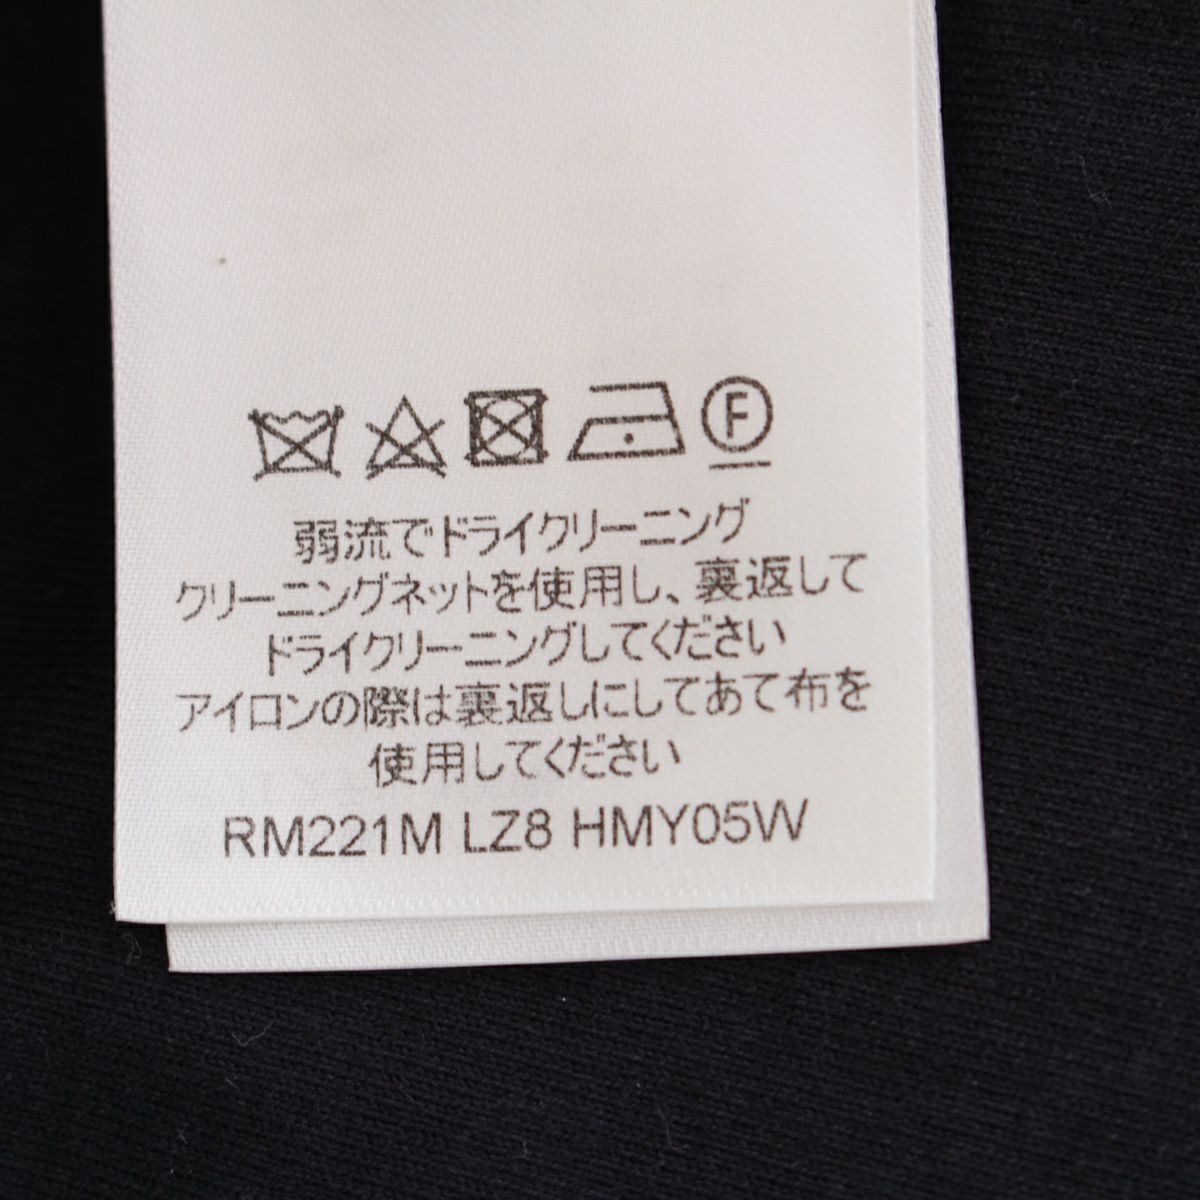 F
弱流でドライクリーニング
クリーニングネットを使用し、裏返して
ドライクリーニングしてください
アイロンの際は裏返しにしてあて布を
使用してください
RM221M LZ8 HMY05W